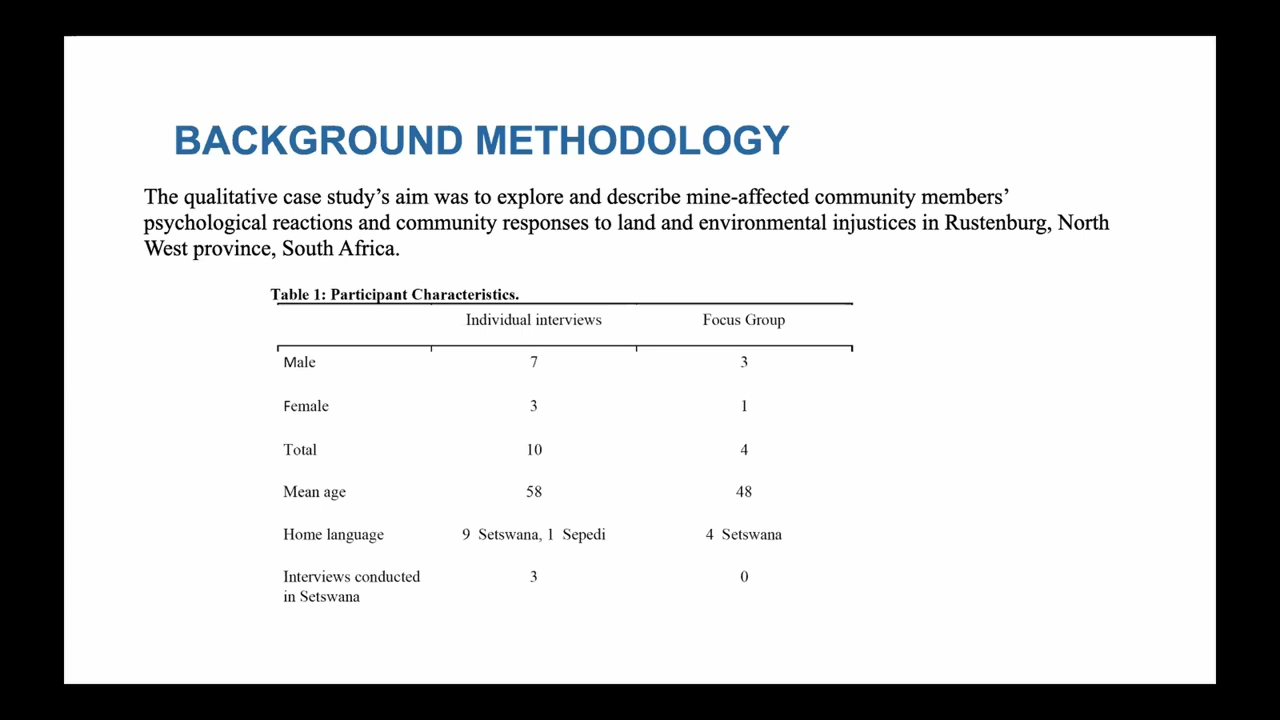 BACKGROUND METHODOLOGY
The qualitative case study’s aim was to explore and describe mine-affected community members’
psychological reactions and community responses to land and environmental injustices in Rustenburg, North
West province, South Africa.
Table 1: Participant Characteristics.
Individual interviews Focus Group
Male 7 3
Female 3 1
Total 10 4
Mean age 58 48
Home language 9 Setswana, 1 Sepedi 4 Setswana
Interviews conducted 3 0
in Setswana